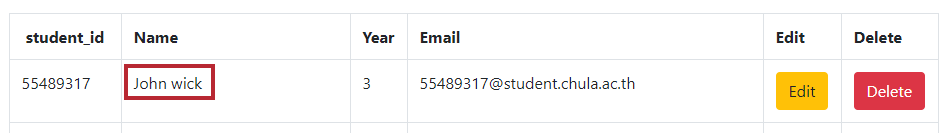 student_id Name Year Email Edit Delete
55489317 John wick 3 55489317@student.chula.ac.th Edit Delete